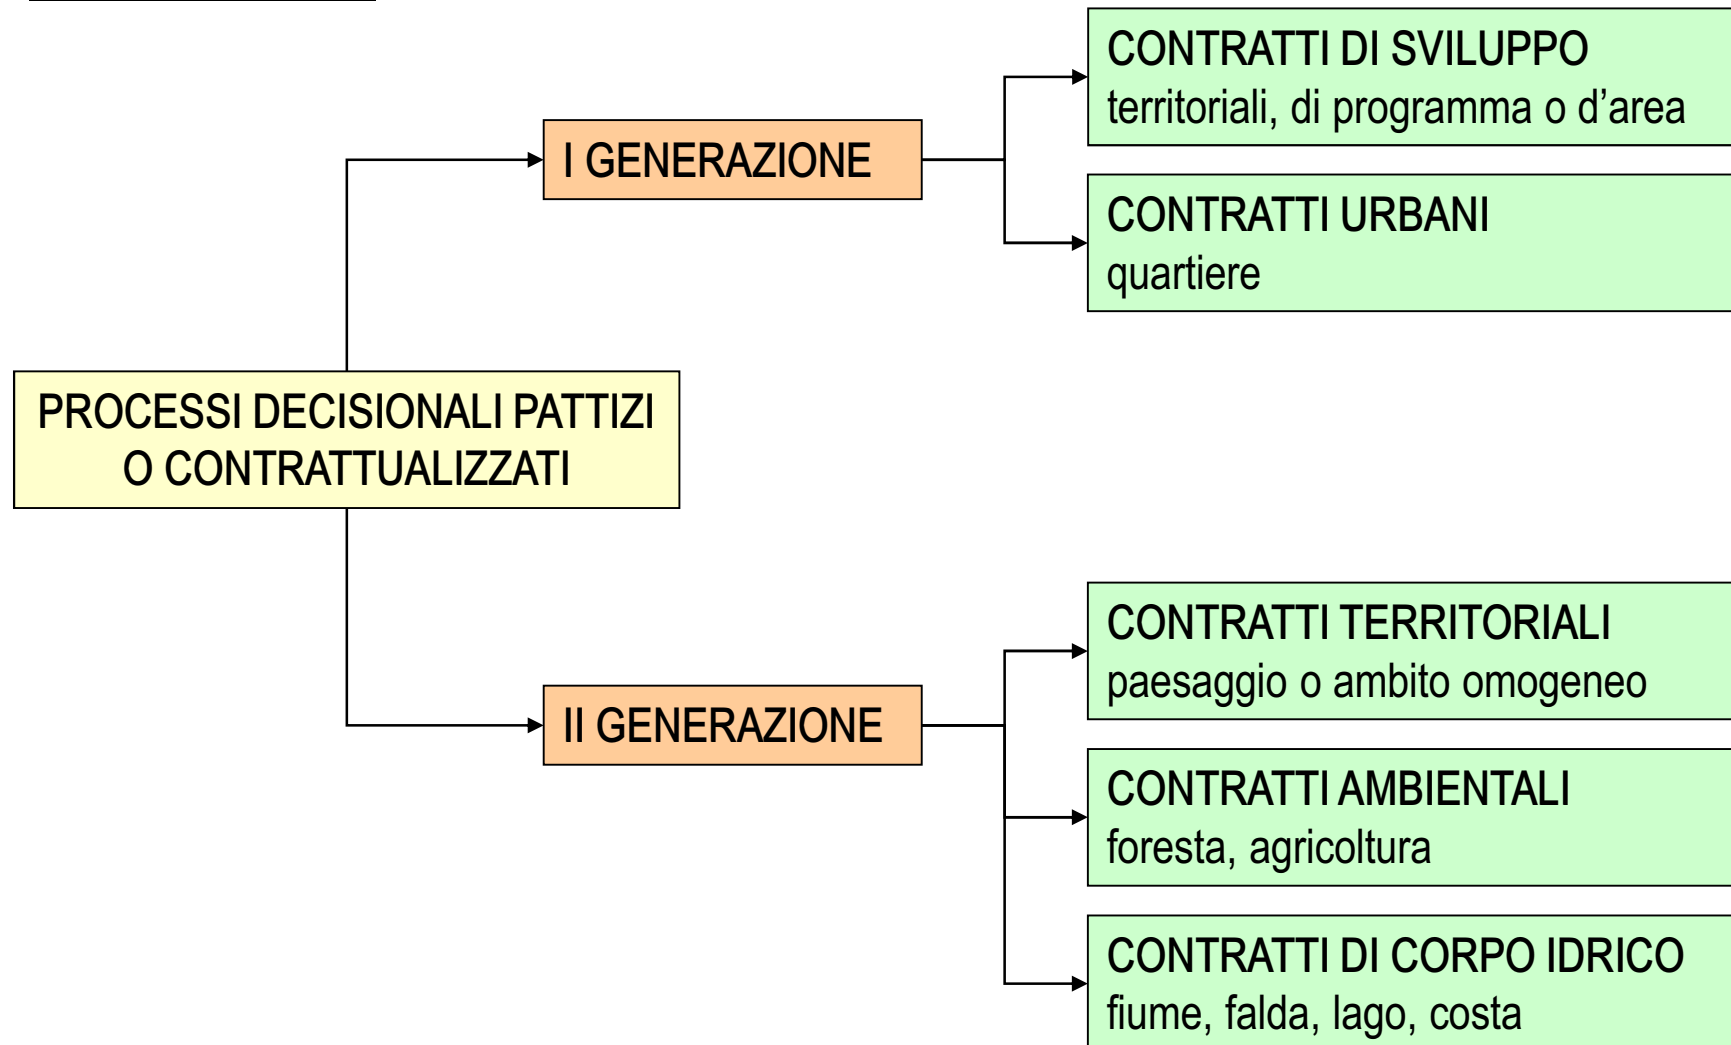 CONTRATTI DI SVILUPPO
territoriali, di programma o d’area
I GENERAZIONE
CONTRATTI URBANI
quartiere
PROCESSI DECISIONALI PATTIZI
O CONTRATTUALIZZATI
CONTRATTI TERRITORIALI
paesaggio o ambito omogeneo
II GENERAZIONE
CONTRATTI AMBIENTALI
foresta, agricoltura
CONTRATTI DI CORPO IDRICO
fiume, falda, lago, costa